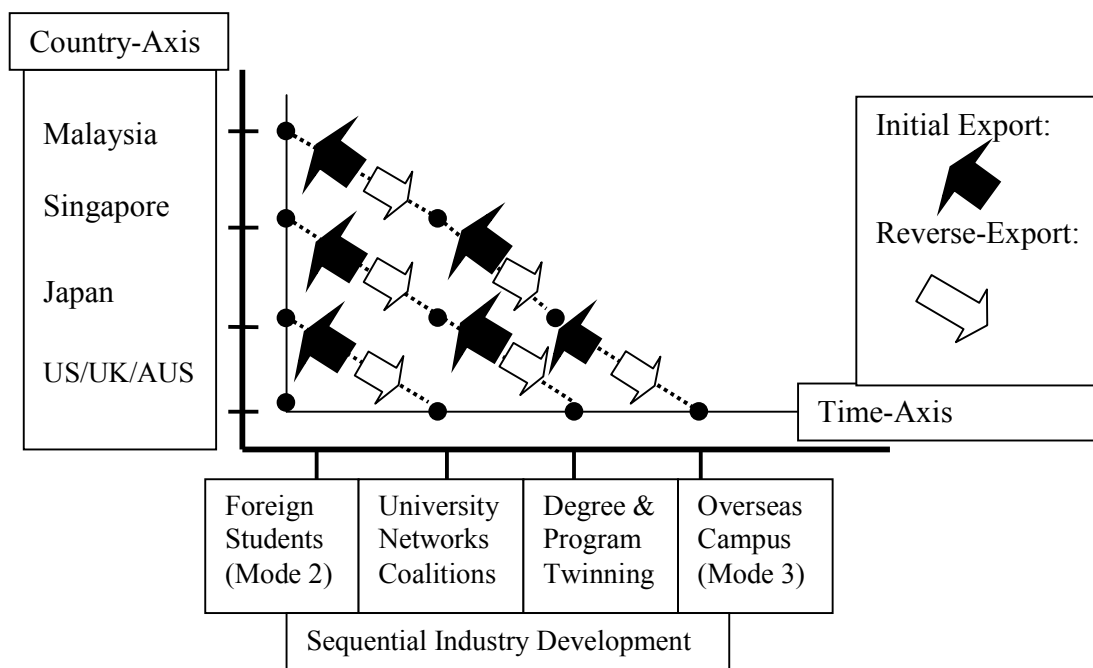 Country-Axis
Malaysia
Singapore
Japan
US/UK/AUS
Initial Export:
Reverse-Export:
Time-Axis
Foreign
Students
(Mode 2)
University
Networks
Coalitions
Degree &
Program
Twinning
Overseas
Campus
(Mode 3)
Sequential Industry Development